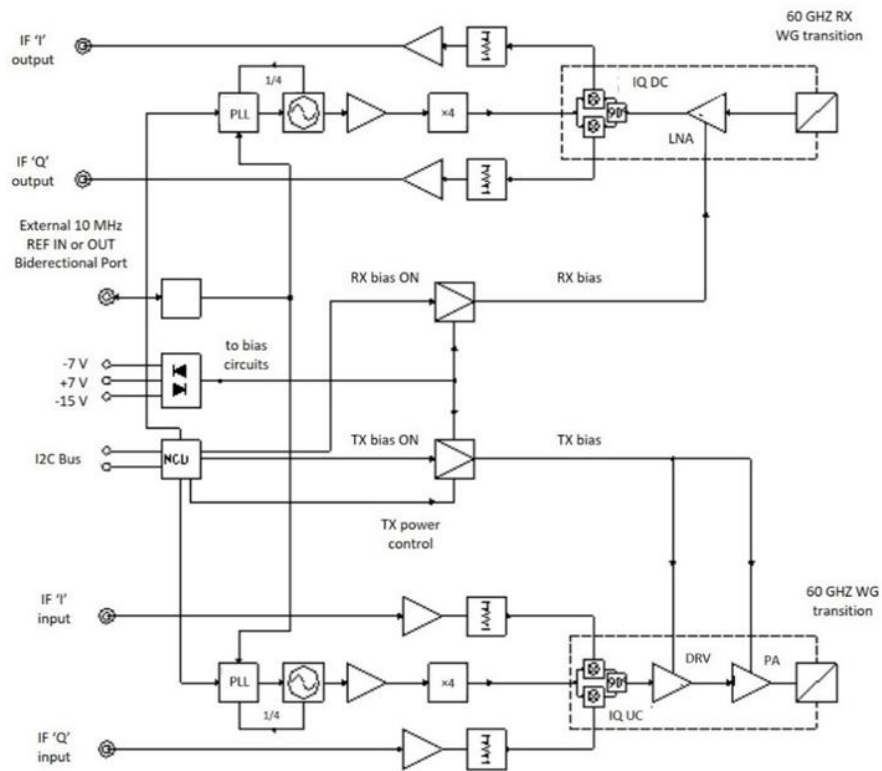 60 GHZ RX
WG transition
IF 'I'
output
1/4
IQ DC
PLL
×4
90
LNA
IF 'Q'
output
External 10 MHz
REF IN or OUT
Biderectional Port
RX bias ON
RX bias
to bias
circuits
-7 V
+7 V
-15 V
TX bias ON
TX bias
I2C Bus
NCU
TX power
control
IF 'I'
input
60 GHZ WG
transition
DRV
PA
PLL
×4
90
1/4
IQ UC
IF 'Q'
input